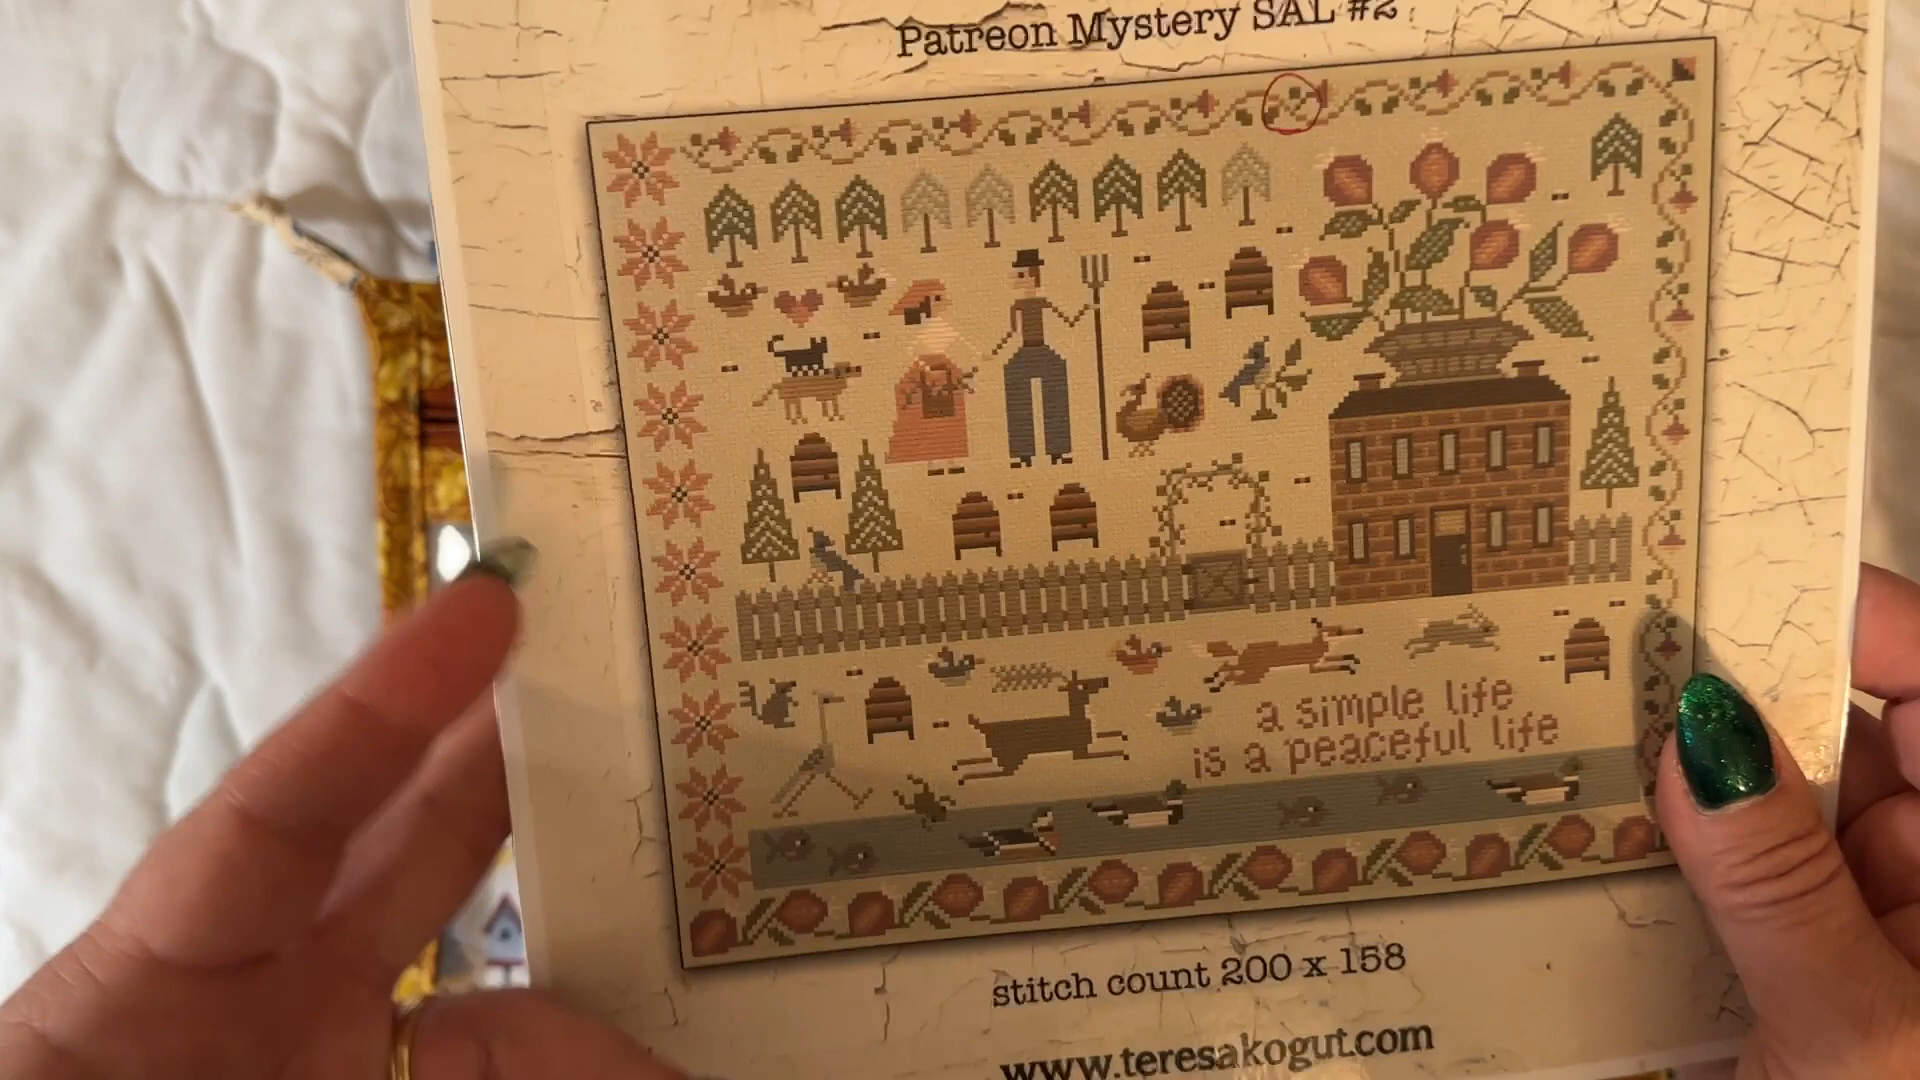 Patreon Mystery SAL #2
a simple life
is a peaceful life
stitch count 200 x 158
www.teresakogut.com